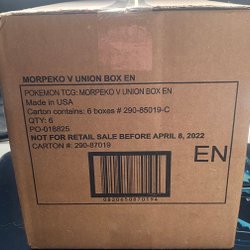 MORPEKO V UNION BOX EN
POKEMON TCG: MORPEKO V UNION BOX EN
Made in USA
Carton contains: 6 boxes # 290-85019-C
QTY: 6
PO-018825
NOT FOR RETAIL SALE BEFORE APRIL 8, 2022
CARTON #: 290-87019
EN
0820650870194